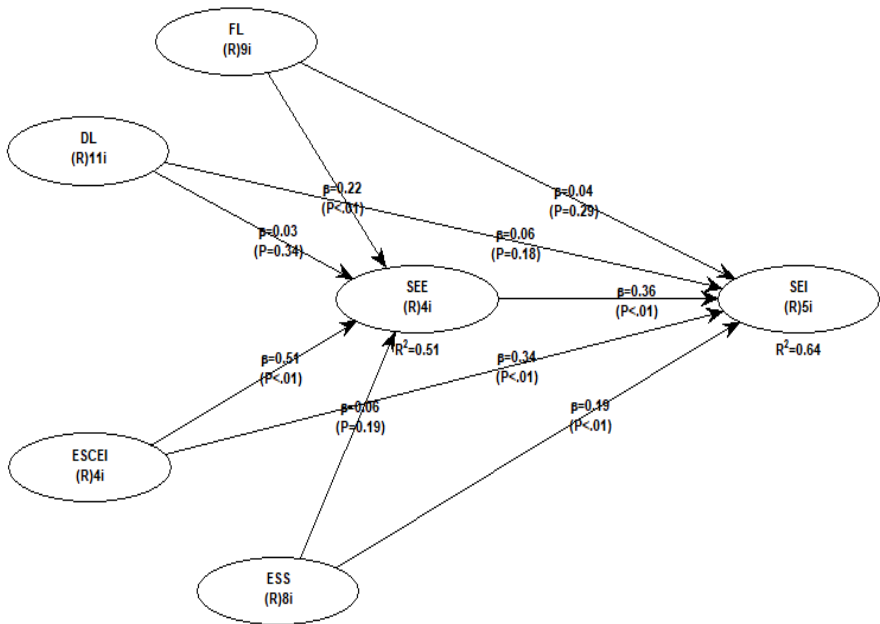 FL
(R)9i
DL
(R)11i
β=0.22
(P<.01)
β=0.04
(P=0.29)
β=0.03
(P=0.34)
β=0.06
(P=0.18)
SEE
(R)4i
R²=0.51
β=0.36
(P<.01)
SEI
(R)5i
R²=0.64
β=0.51
(P<.01)
β=0.34
(P<.01)
β=0.06
(P=0.19)
β=0.19
(P<.01)
ESCEI
(R)4i
ESS
(R)8i